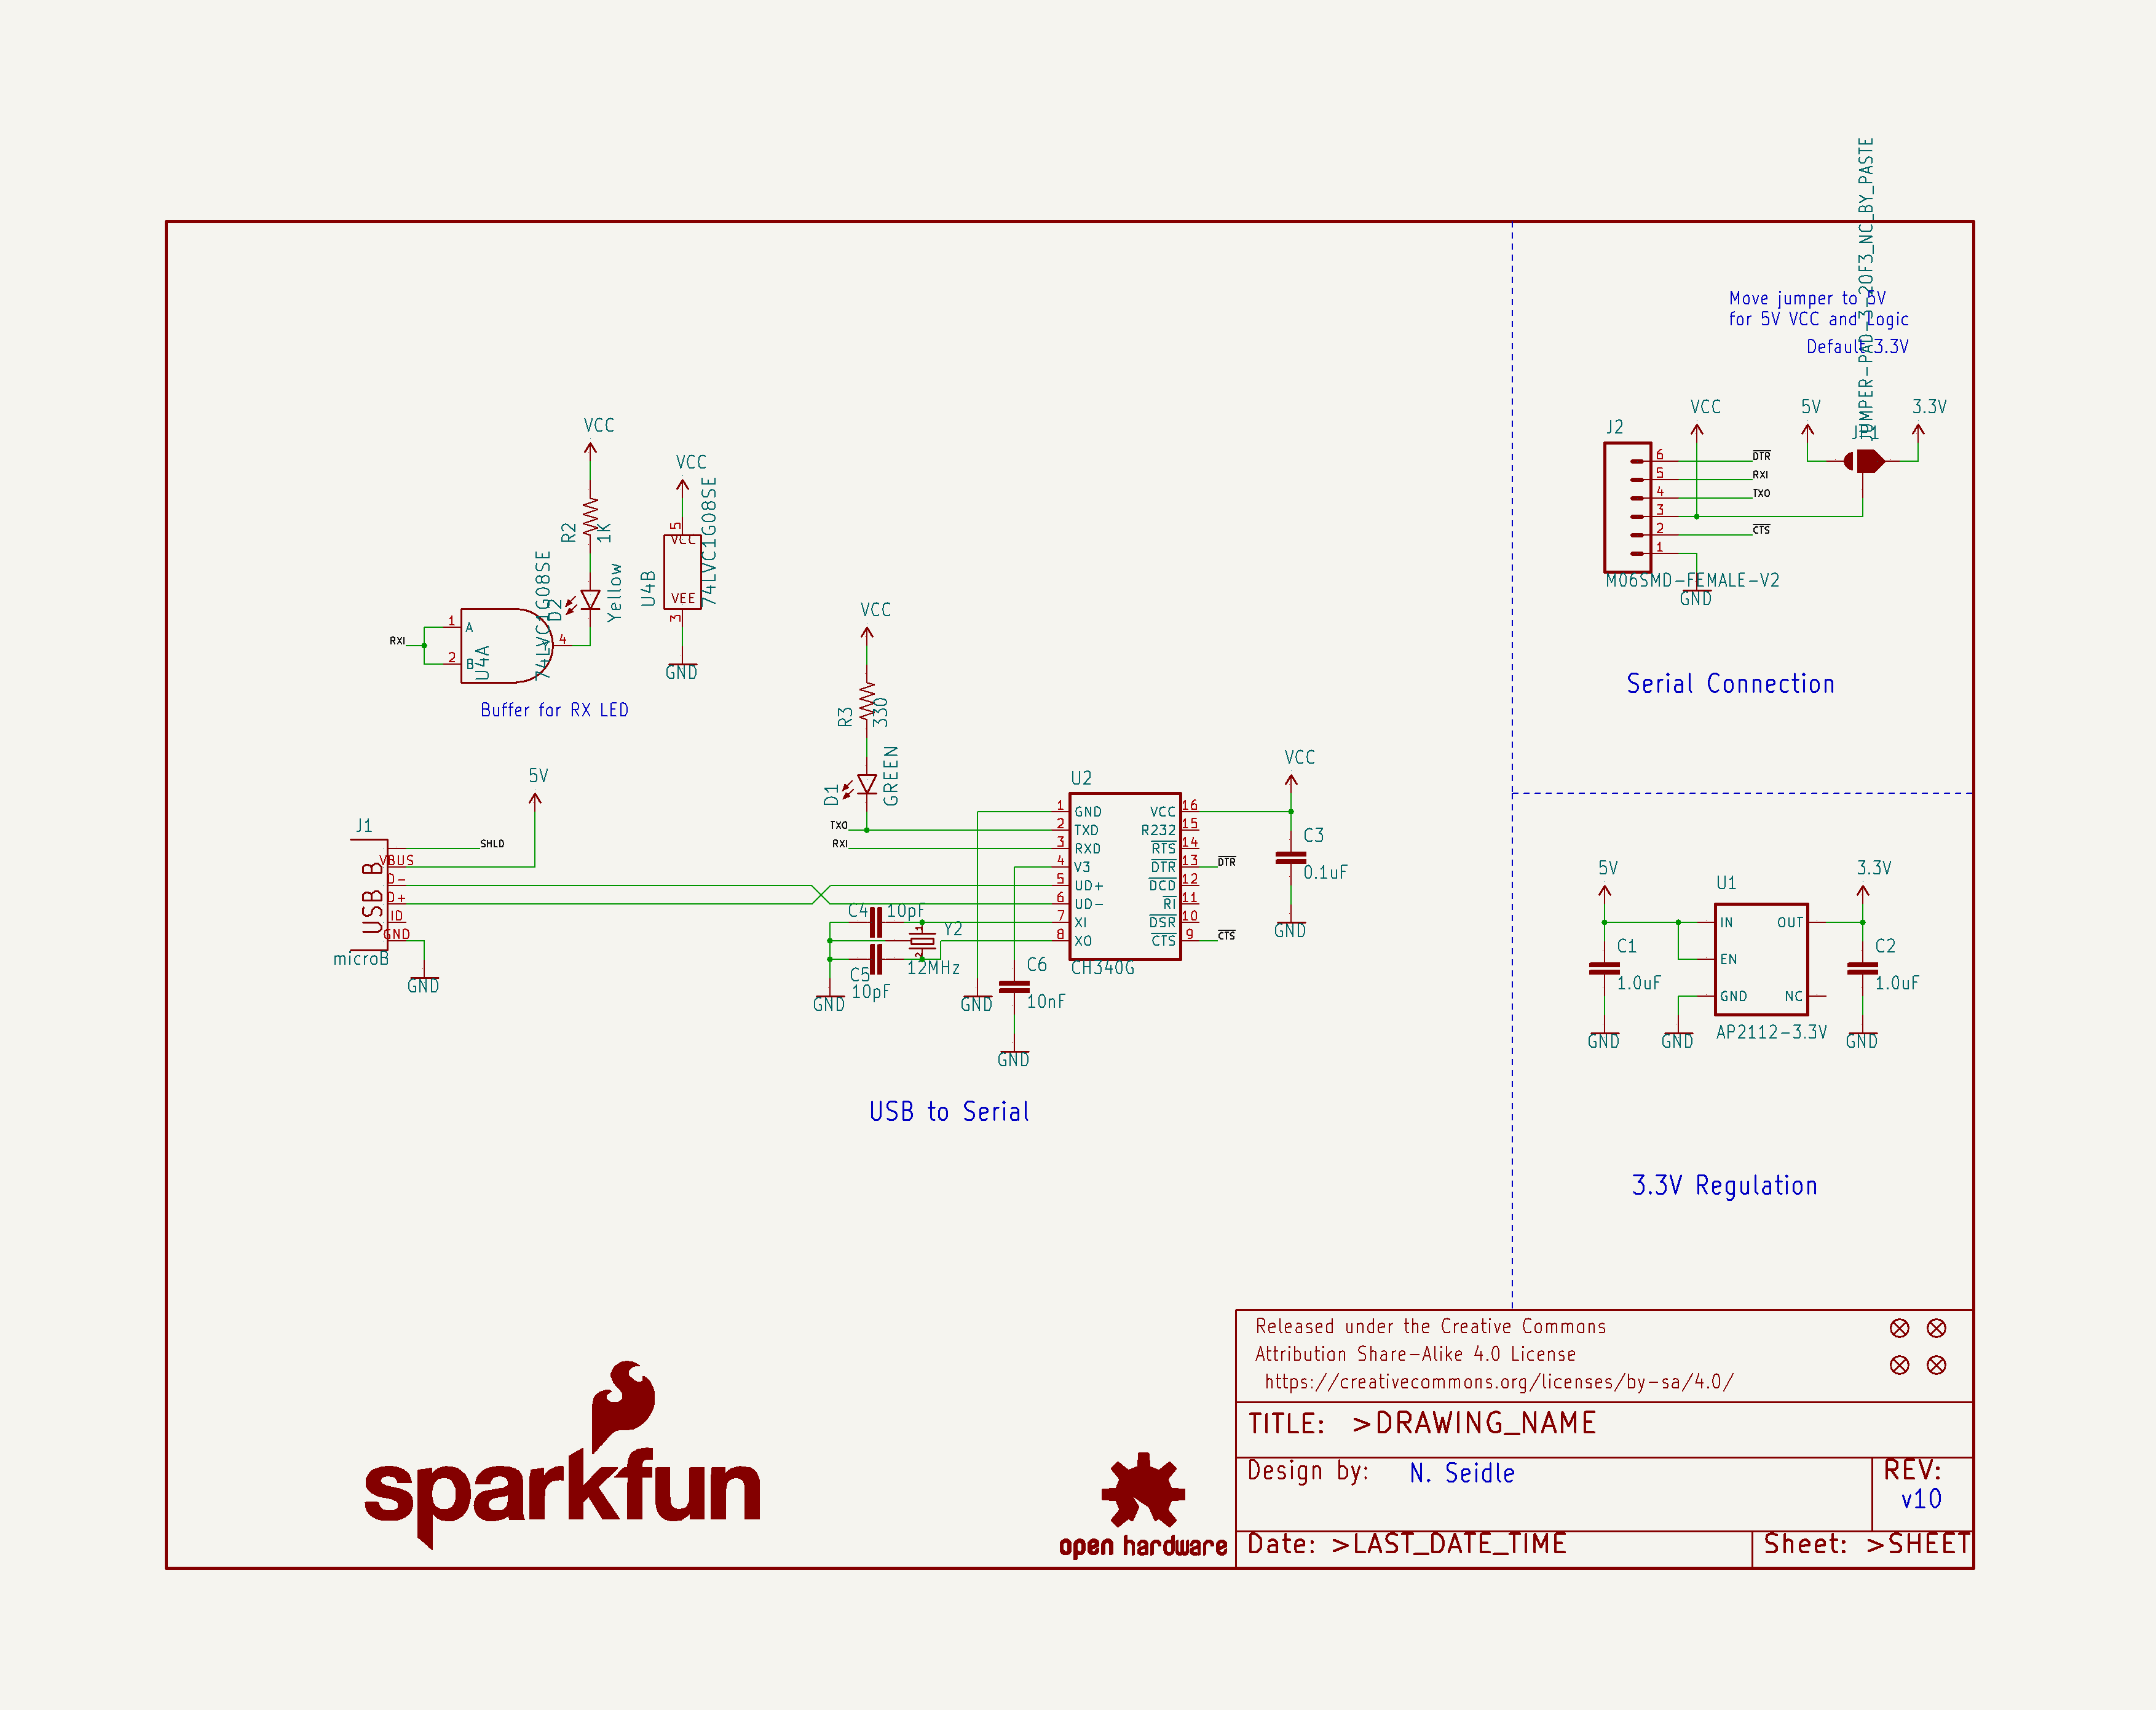 JUMPER-PAD-3-2OF3_NC_BY_PASTE
Move jumper to 5V
for 5V VCC and Logic
Default 3.3V
VCC
5V
3.3V
J2
6
DTR
5
RXI
4
TXO
3
2
CTS
1
M06SMD-FEMALE-V2
GND
Serial Connection
VCC
R2
1K
D2
Yellow
VCC
5
VCC
U4B
74LVC1G08SE
VEE
3
GND
RXI
1
A
2
B
U4A
74LVC1G08SE
4
Buffer for RX LED
VCC
R3
330
D1
GREEN
5V
J1
SHLD
VBUS
D-
D+
ID
GND
USB B
microB
GND
TXO
RXI
U2
1 GND
2 TXD
3 RXD
4 V3
5 UD+
6 UD-
7 XI
8 XO
VCC 16
R232 15
RTS 14
DTR 13
DCD 12
RI 11
DSR 10
CTS 9
CH340G
DTR
CTS
VCC
C3
0.1uF
GND
C4
10pF
1
Y2
2
12MHz
C5
10pF
GND
GND
C6
10nF
GND
USB to Serial
5V
U1
3.3V
IN
OUT
EN
GND
NC
C1
1.0uF
C2
1.0uF
AP2112-3.3V
GND
GND
GND
3.3V Regulation
Released under the Creative Commons
Attribution Share-Alike 4.0 License
https://creativecommons.org/licenses/by-sa/4.0/
TITLE: >DRAWING_NAME
Design by: N. Seidle
REV:
v10
Date: >LAST_DATE_TIME
Sheet: >SHEET
sparkfun
open hardware